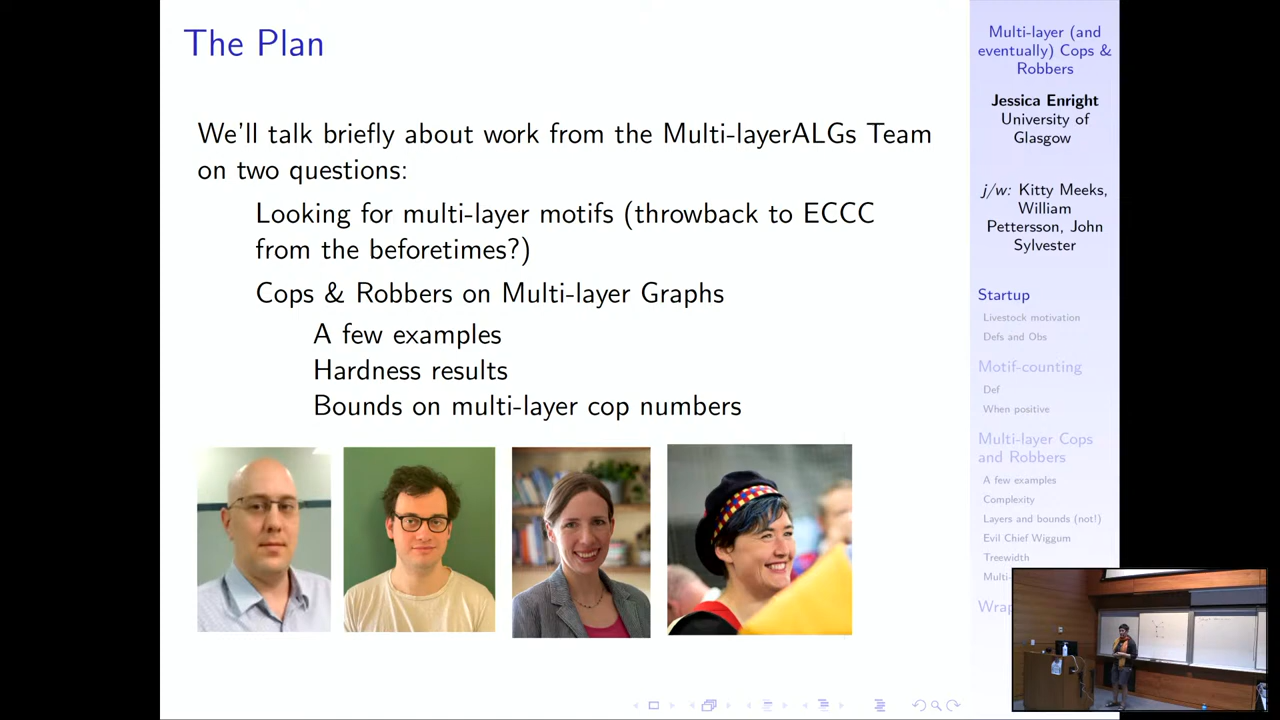 The Plan
We'll talk briefly about work from the Multi-layerALGs Team
on two questions:
Looking for multi-layer motifs (throwback to ECCC
from the beforetimes?)
Cops & Robbers on Multi-layer Graphs
A few examples
Hardness results
Bounds on multi-layer cop numbers
Multi-layer (and
eventually) Cops &
Robbers
Jessica Enright
University of
Glasgow
j/w: Kitty Meeks,
William
Pettersson, John
Sylvester
Startup
Livestock motivation
Defs and Obs
Motif-counting
Def
When positive
Multi-layer Cops
and Robbers
A few examples
Complexity
Layers and bounds (not!)
Evil Chief Wiggum
Treewidth